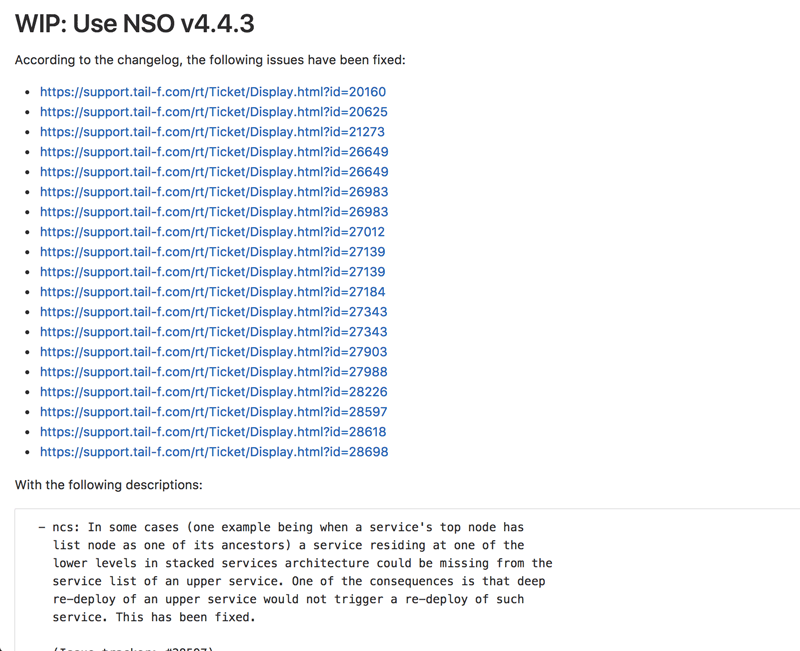 WIP: Use NSO v4.4.3
According to the changelog, the following issues have been fixed:
• https://support.tail-f.com/rt/Ticket/Display.html?id=20160
• https://support.tail-f.com/rt/Ticket/Display.html?id=20625
• https://support.tail-f.com/rt/Ticket/Display.html?id=21273
• https://support.tail-f.com/rt/Ticket/Display.html?id=26649
• https://support.tail-f.com/rt/Ticket/Display.html?id=26649
• https://support.tail-f.com/rt/Ticket/Display.html?id=26983
• https://support.tail-f.com/rt/Ticket/Display.html?id=26983
• https://support.tail-f.com/rt/Ticket/Display.html?id=27012
• https://support.tail-f.com/rt/Ticket/Display.html?id=27139
• https://support.tail-f.com/rt/Ticket/Display.html?id=27139
• https://support.tail-f.com/rt/Ticket/Display.html?id=27184
• https://support.tail-f.com/rt/Ticket/Display.html?id=27343
• https://support.tail-f.com/rt/Ticket/Display.html?id=27343
• https://support.tail-f.com/rt/Ticket/Display.html?id=27903
• https://support.tail-f.com/rt/Ticket/Display.html?id=27988
• https://support.tail-f.com/rt/Ticket/Display.html?id=28226
• https://support.tail-f.com/rt/Ticket/Display.html?id=28597
• https://support.tail-f.com/rt/Ticket/Display.html?id=28618
• https://support.tail-f.com/rt/Ticket/Display.html?id=28698
With the following descriptions:
- ncs: In some cases (one example being when a service's top node has
list node as one of its ancestors) a service residing at one of the
lower levels in stacked services architecture could be missing from the
service list of an upper service. One of the consequences is that deep
re-deploy of an upper service would not trigger a re-deploy of such
service. This has been fixed.